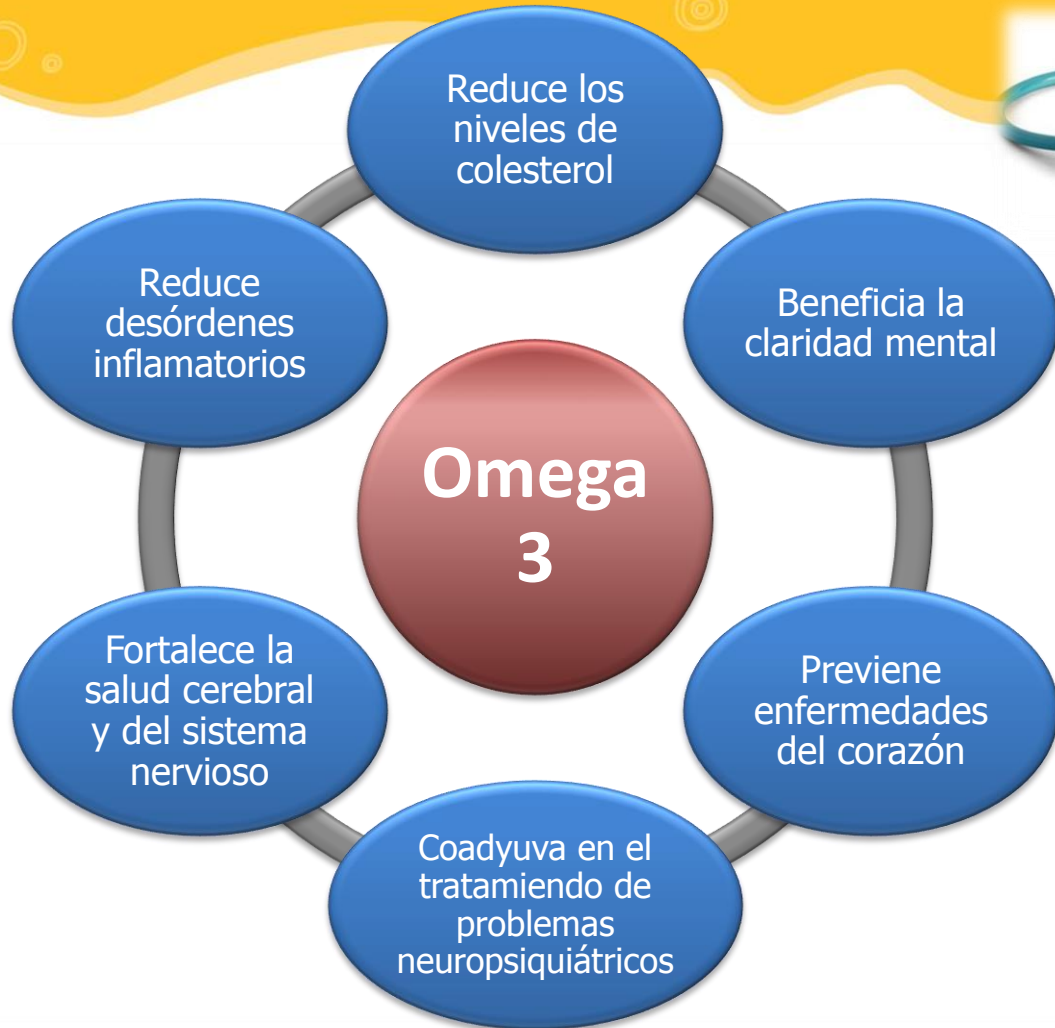 Reduce los
niveles de
colesterol
Beneficia la
claridad mental
Previene
enfermedades
del corazón
Coadyuva en el
tratamiendo de
problemas
neuropsiquiátricos
Fortalece la
salud cerebral
y del sistema
nervioso
Reduce
desórdenes
inflamatorios
Omega
3